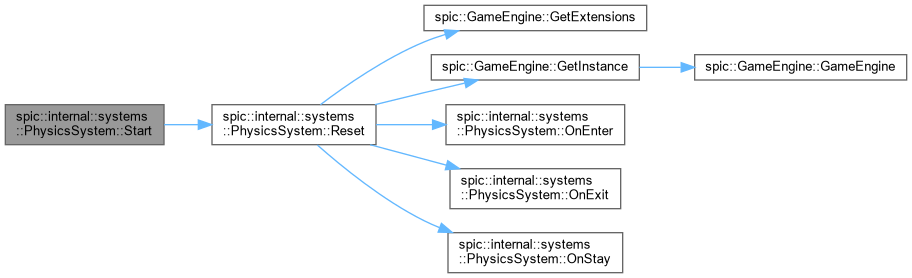 spic::internal::systems
::PhysicsSystem::Start
spic::internal::systems
::PhysicsSystem::Reset
spic::GameEngine::GetExtensions
spic::GameEngine::GetInstance
spic::GameEngine::GameEngine
spic::internal::systems
::PhysicsSystem::OnEnter
spic::internal::systems
::PhysicsSystem::OnExit
spic::internal::systems
::PhysicsSystem::OnStay